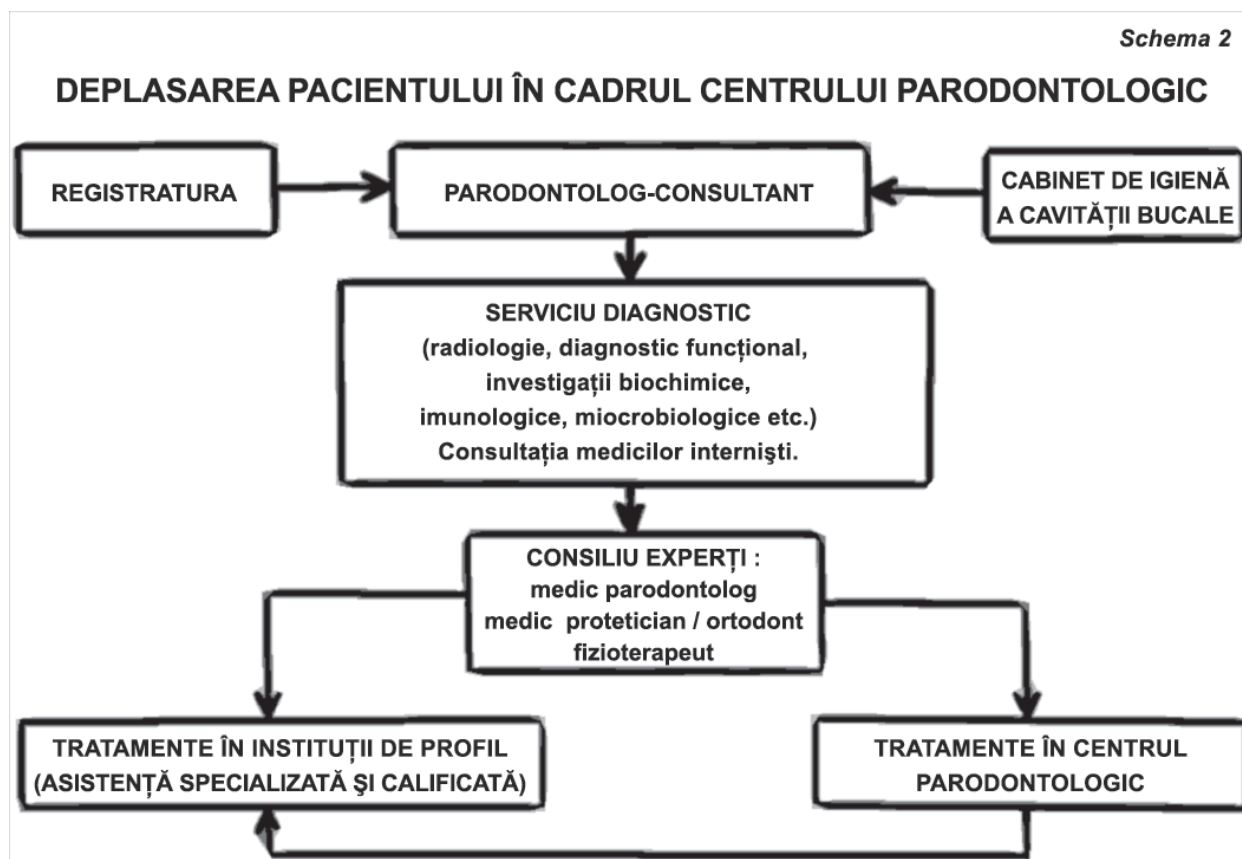 Schema 2
DEPLASAREA PACIENTULUI ÎN CADRUL CENTRULUI PARODONTOLOGIC
REGISTRATURA
PARODONTOLOG-CONSULTANT
CABINET DE IGIENĂ
A CAVITĂȚII BUCALE
SERVICIU DIAGNOSTIC
(radiologie, diagnostic funcțional,
investigații biochimice,
imunologice, miocrobiologice etc.)
Consultația medicilor internişti.
CONSILIU EXPERȚI :
medic parodontolog
medic protetician / ortodont
fizioterapeut
TRATAMENTE ÎN INSTITUȚII DE PROFIL
(ASISTENȚĂ SPECIALIZATĂ ŞI CALIFICATĂ)
TRATAMENTE ÎN CENTRUL
PARODONTOLOGIC